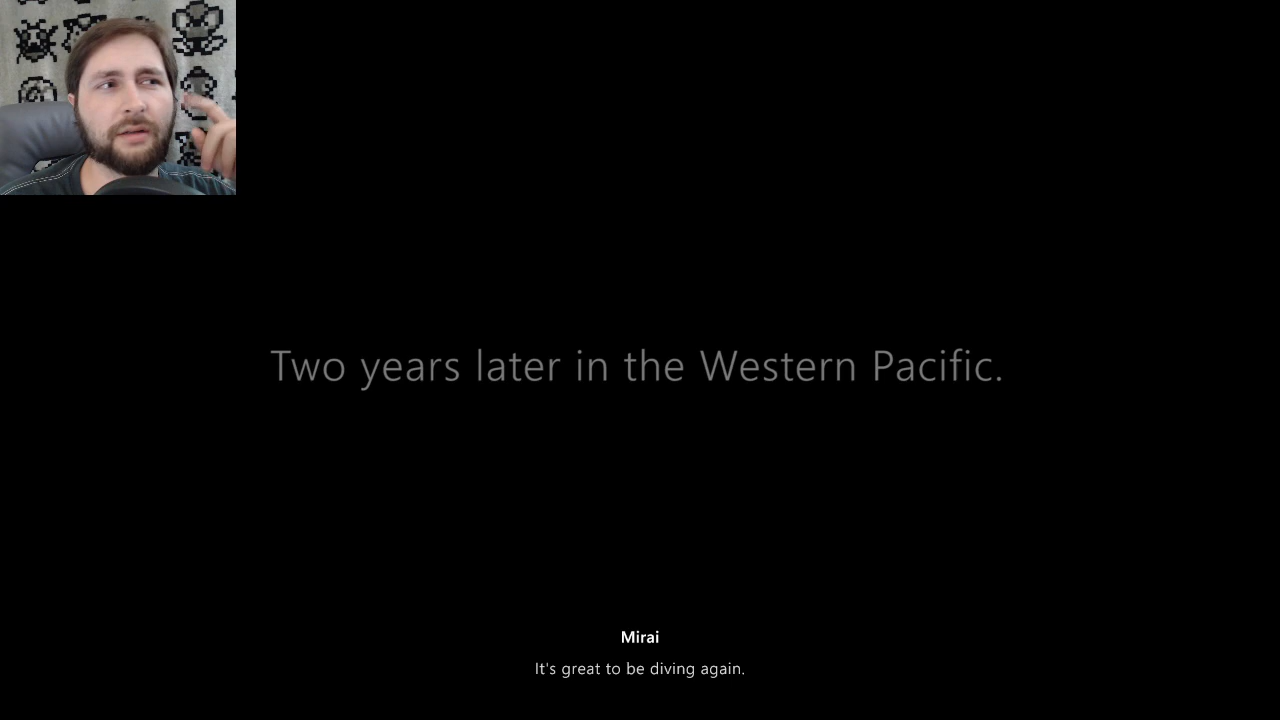 Two years later in the Western Pacific.
Mirai
It's great to be diving again.